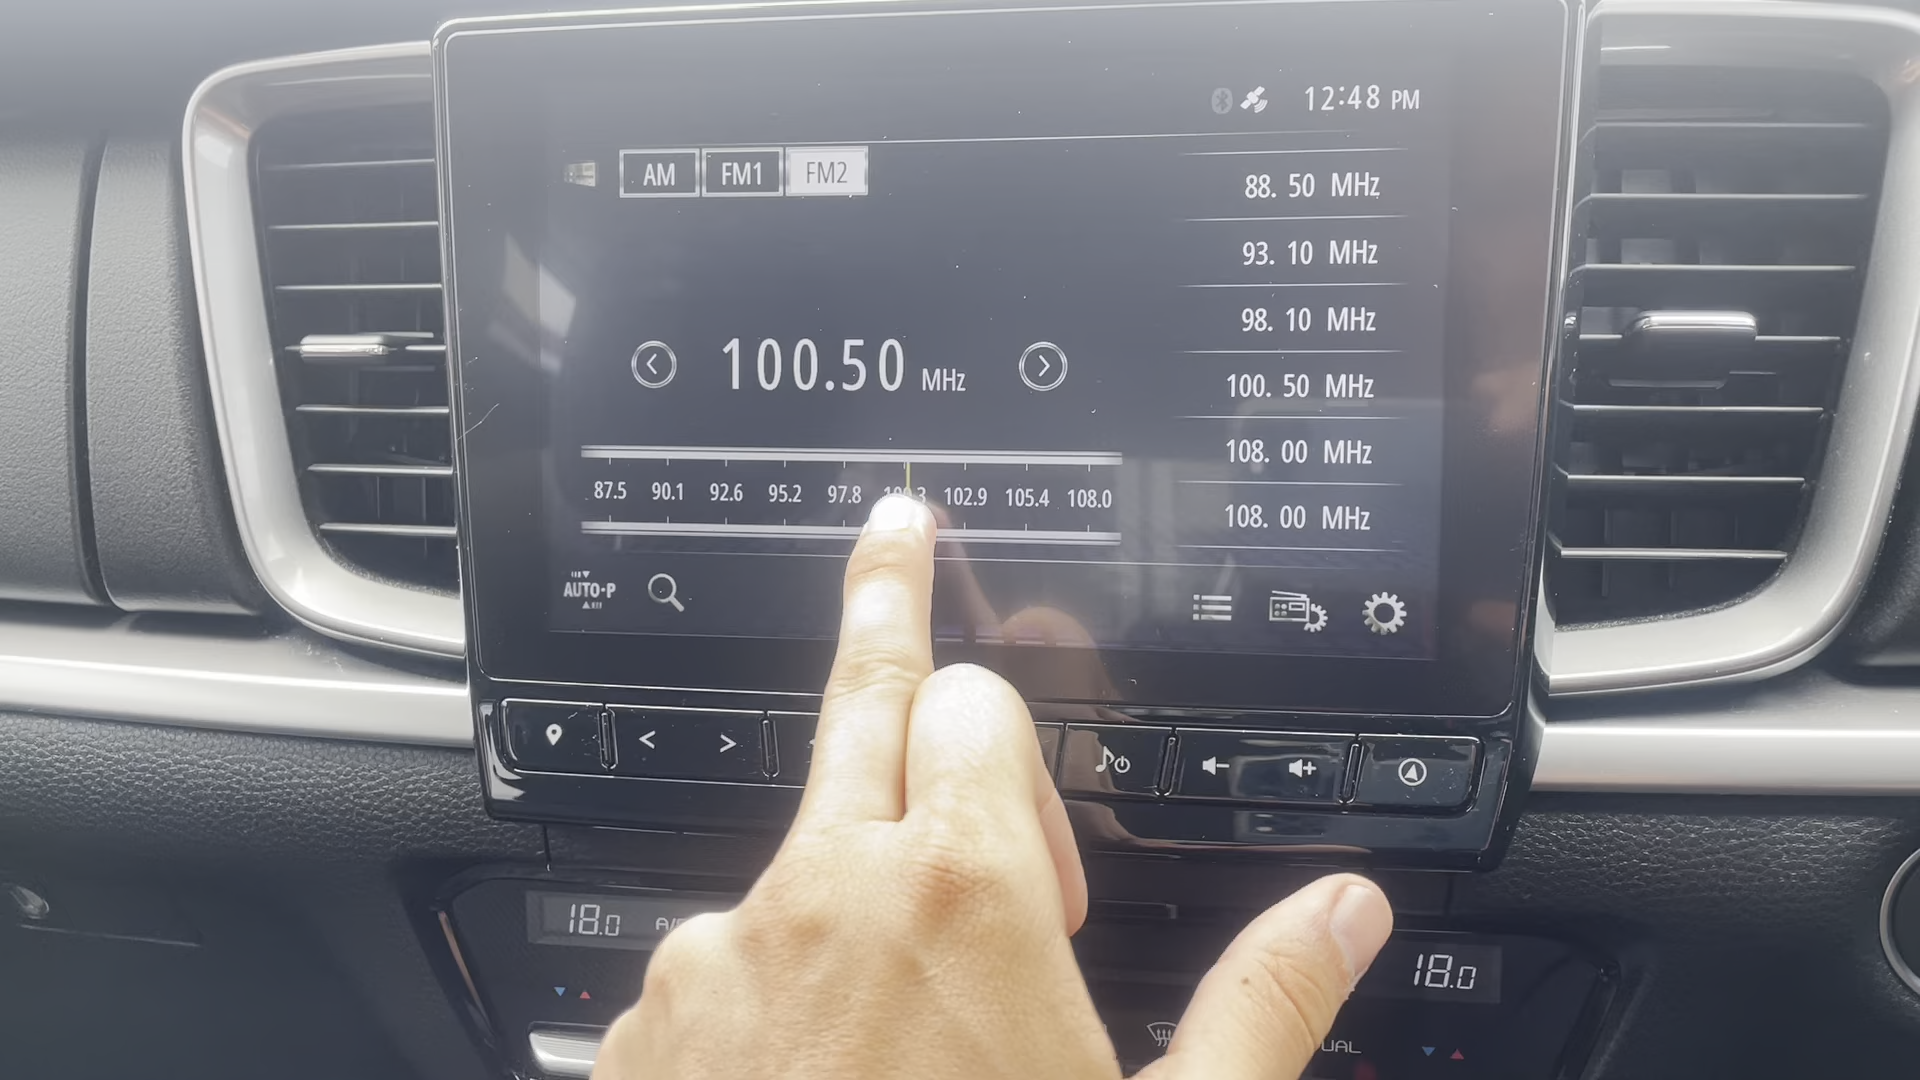 12:48 PM
AM FM1 FM2
88. 50 MHz
93. 10 MHz
98. 10 MHz
100.50 MHz
100. 50 MHz
108. 00 MHz
87.5 90.1 92.6 95.2 97.8 100.3 102.9 105.4 108.0
108. 00 MHz
AUTO-P
18.0
18.0